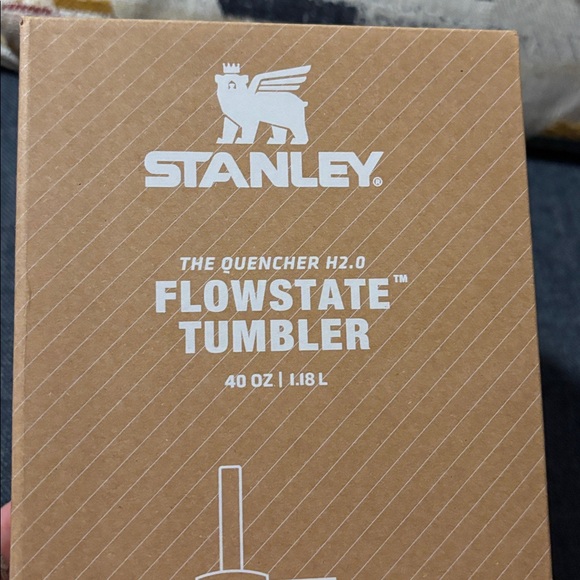 STANLEY®
THE QUENCHER H2.0
FLOWSTATE™
TUMBLER
40 OZ | 1.18 L